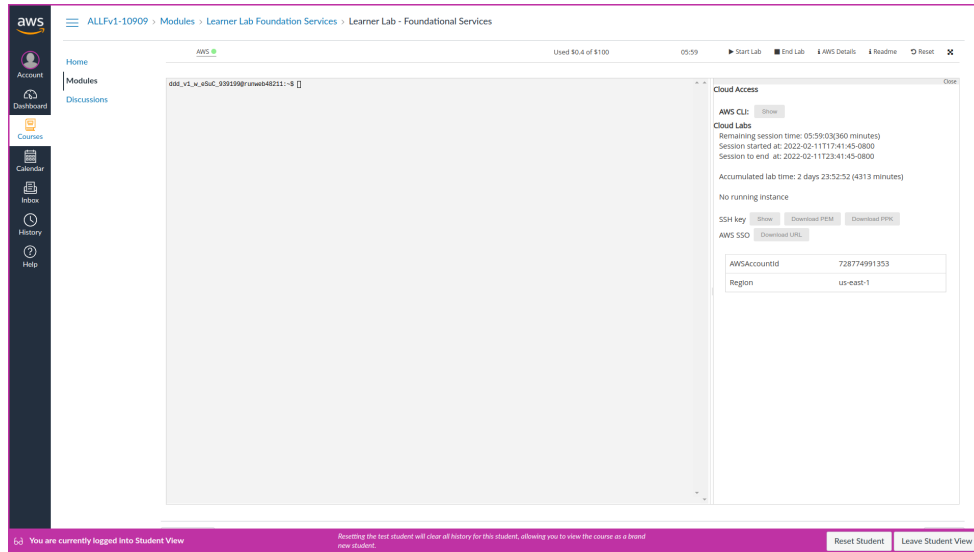 aws
ALLFv1-10909 › Modules › Learner Lab Foundation Services › Learner Lab - Foundational Services
Account
Dashboard
Courses
Calendar
Inbox
History
Help
Home
Modules
Discussions
AWS
Used $0.4 of $100
05:59
Start Lab
End Lab
AWS Details
Readme
Reset
ddd_v1_w_eSuC_939199@runweb48211:~$
Close
Cloud Access
AWS CLI: Show
Cloud Labs
Remaining session time: 05:59:03(360 minutes)
Session started at: 2022-02-11T17:41:45-0800
Session to end at: 2022-02-11T23:41:45-0800
Accumulated lab time: 2 days 23:52:52 (4313 minutes)
No running instance
SSH key Show Download PEM Download PPK
AWS SSO Download URL
AWSAccountId 728774991353
Region us-east-1
You are currently logged into Student View
Resetting the test student will clear all history for this student, allowing you to view the course as a brand
new student.
Reset Student
Leave Student View